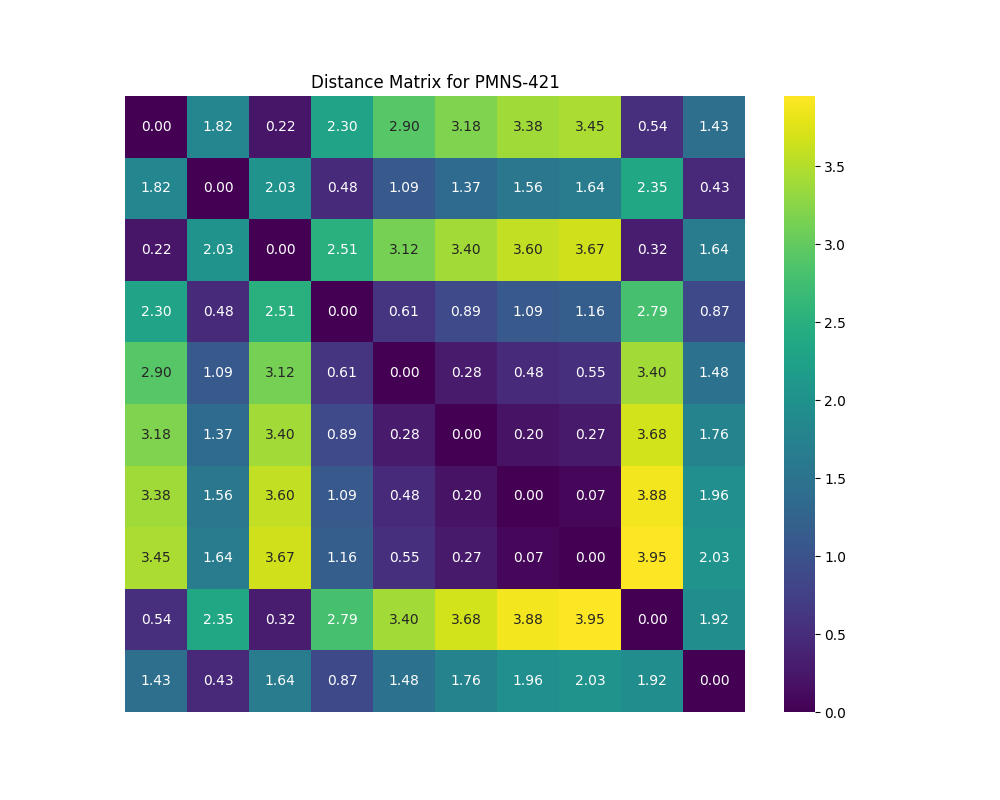 Distance Matrix for PMNS-421
0.00 1.82 0.22 2.30 2.90 3.18 3.38 3.45 0.54 1.43
1.82 0.00 2.03 0.48 1.09 1.37 1.56 1.64 2.35 0.43
0.22 2.03 0.00 2.51 3.12 3.40 3.60 3.67 0.32 1.64
2.30 0.48 2.51 0.00 0.61 0.89 1.09 1.16 2.79 0.87
2.90 1.09 3.12 0.61 0.00 0.28 0.48 0.55 3.40 1.48
3.18 1.37 3.40 0.89 0.28 0.00 0.20 0.27 3.68 1.76
3.38 1.56 3.60 1.09 0.48 0.20 0.00 0.07 3.88 1.96
3.45 1.64 3.67 1.16 0.55 0.27 0.07 0.00 3.95 2.03
0.54 2.35 0.32 2.79 3.40 3.68 3.88 3.95 0.00 1.92
1.43 0.43 1.64 0.87 1.48 1.76 1.96 2.03 1.92 0.00
3.5
3.0
2.5
2.0
1.5
1.0
0.5
0.0